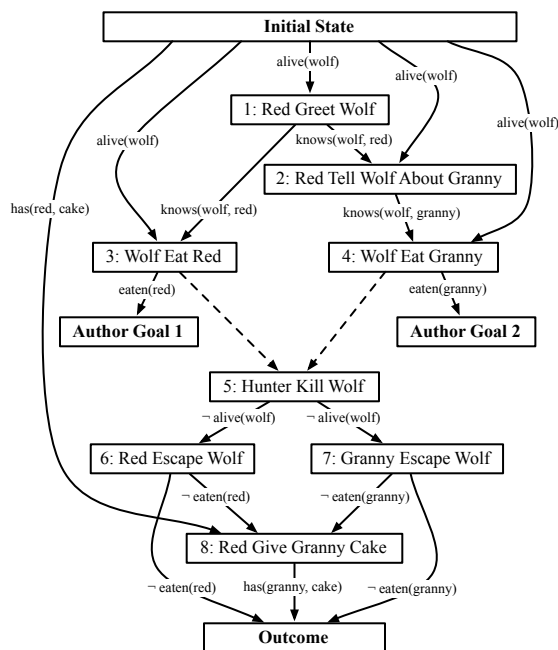 Initial State
alive(wolf)
alive(wolf)
1: Red Greet Wolf
alive(wolf)
alive(wolf)
knows(wolf, red)
2: Red Tell Wolf About Granny
has(red, cake)
knows(wolf, red)
knows(wolf, granny)
3: Wolf Eat Red
4: Wolf Eat Granny
eaten(red)
eaten(granny)
Author Goal 1
Author Goal 2
5: Hunter Kill Wolf
¬ alive(wolf)
¬ alive(wolf)
6: Red Escape Wolf
7: Granny Escape Wolf
¬ eaten(red)
¬ eaten(granny)
8: Red Give Granny Cake
¬ eaten(red)
has(granny, cake)
¬ eaten(granny)
Outcome